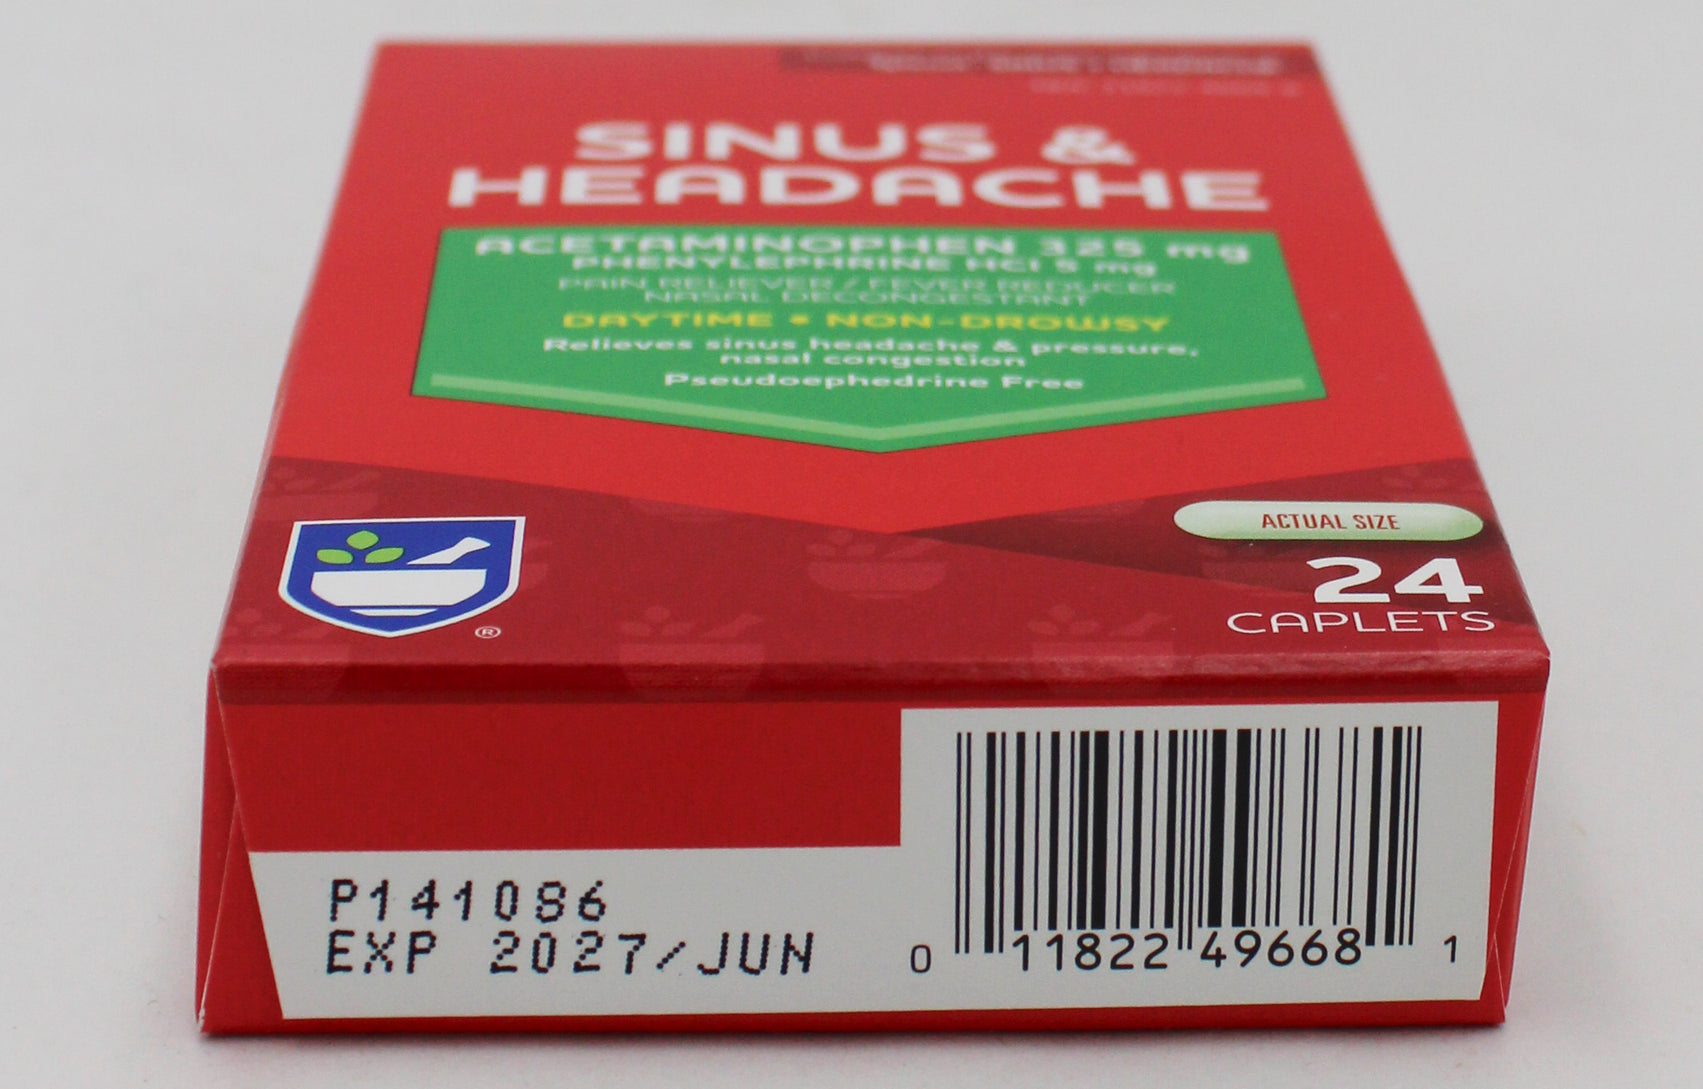 SINUS &
HEADACHE
ACETAMINOPHEN 325 mg
PHENYLEPHRINE HCl 5 mg
PAIN RELIEVER / FEVER REDUCER
NASAL DECONGESTANT
DAYTIME • NON-DROWSY
Relieves sinus headache & pressure,
nasal congestion
Pseudoephedrine Free
ACTUAL SIZE
24
CAPLETS
®
P141086
EXP 2027/JUN
0 11822 49668 1